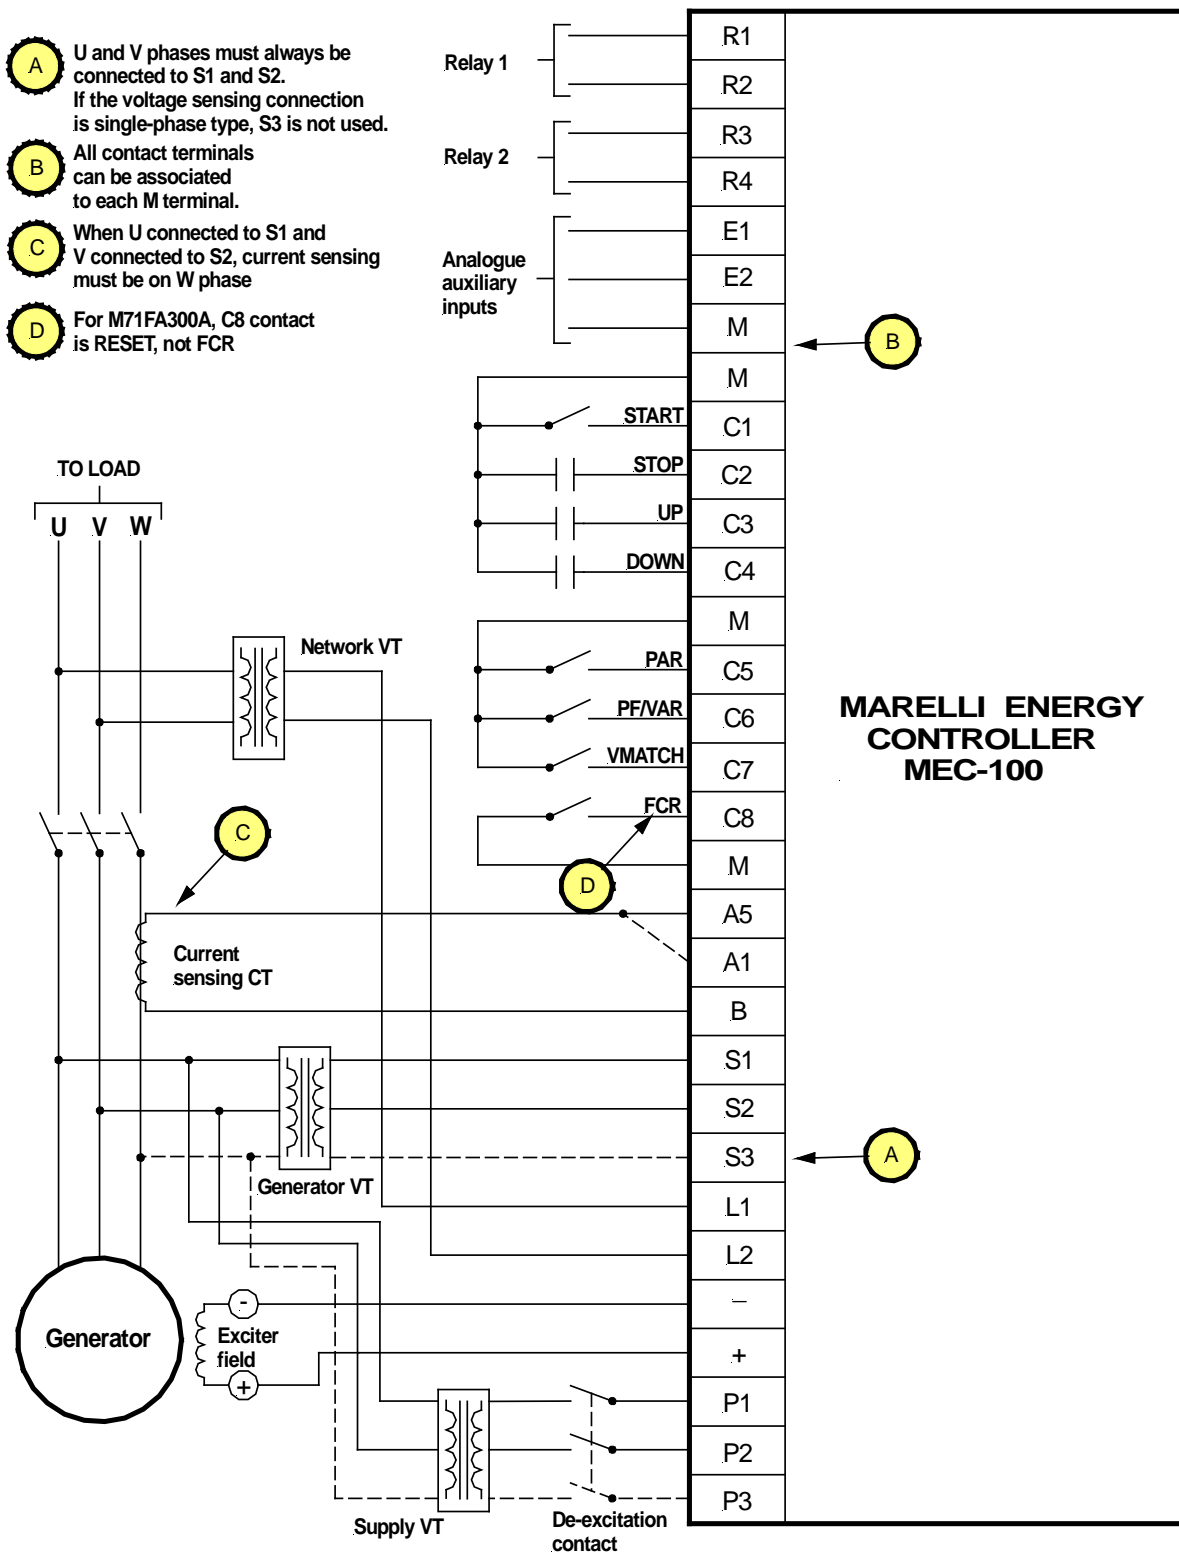 A
U and V phases must always be
connected to S1 and S2.
If the voltage sensing connection
is single-phase type, S3 is not used.
B
All contact terminals
can be associated
to each M terminal.
C
When U connected to S1 and
V connected to S2, current sensing
must be on W phase
D
For M71FA300A, C8 contact
is RESET, not FCR
Relay 1
R1
R2
Relay 2
R3
R4
Analogue
auxiliary
inputs
E1
E2
M
B
M
START
C1
STOP
C2
UP
C3
DOWN
C4
M
PAR
C5
PF/VAR
C6
VMATCH
C7
FCR
C8
D
M
A5
A1
B
S1
S2
S3
A
L1
L2
–
+
P1
P2
P3
MARELLI ENERGY
CONTROLLER
MEC-100
TO LOAD
U V W
Network VT
C
Current
sensing CT
Generator VT
Generator
-
Exciter
field
+
Supply VT
De-excitation
contact